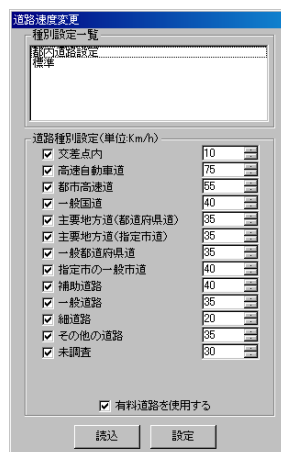 道路速度変更
種別設定一覧
都内道路設定
標準
道路種別設定(単位:Km/h)
交差点内 10
高速自動車道 75
都市高速道 55
一般国道 40
主要地方道(都道府県道) 35
主要地方道(指定市道) 35
一般都道府県道 35
指定市の一般市道 40
補助道路 40
一般道路 35
細道路 20
その他の道路 35
未調査 30
有料道路を使用する
読込 設定